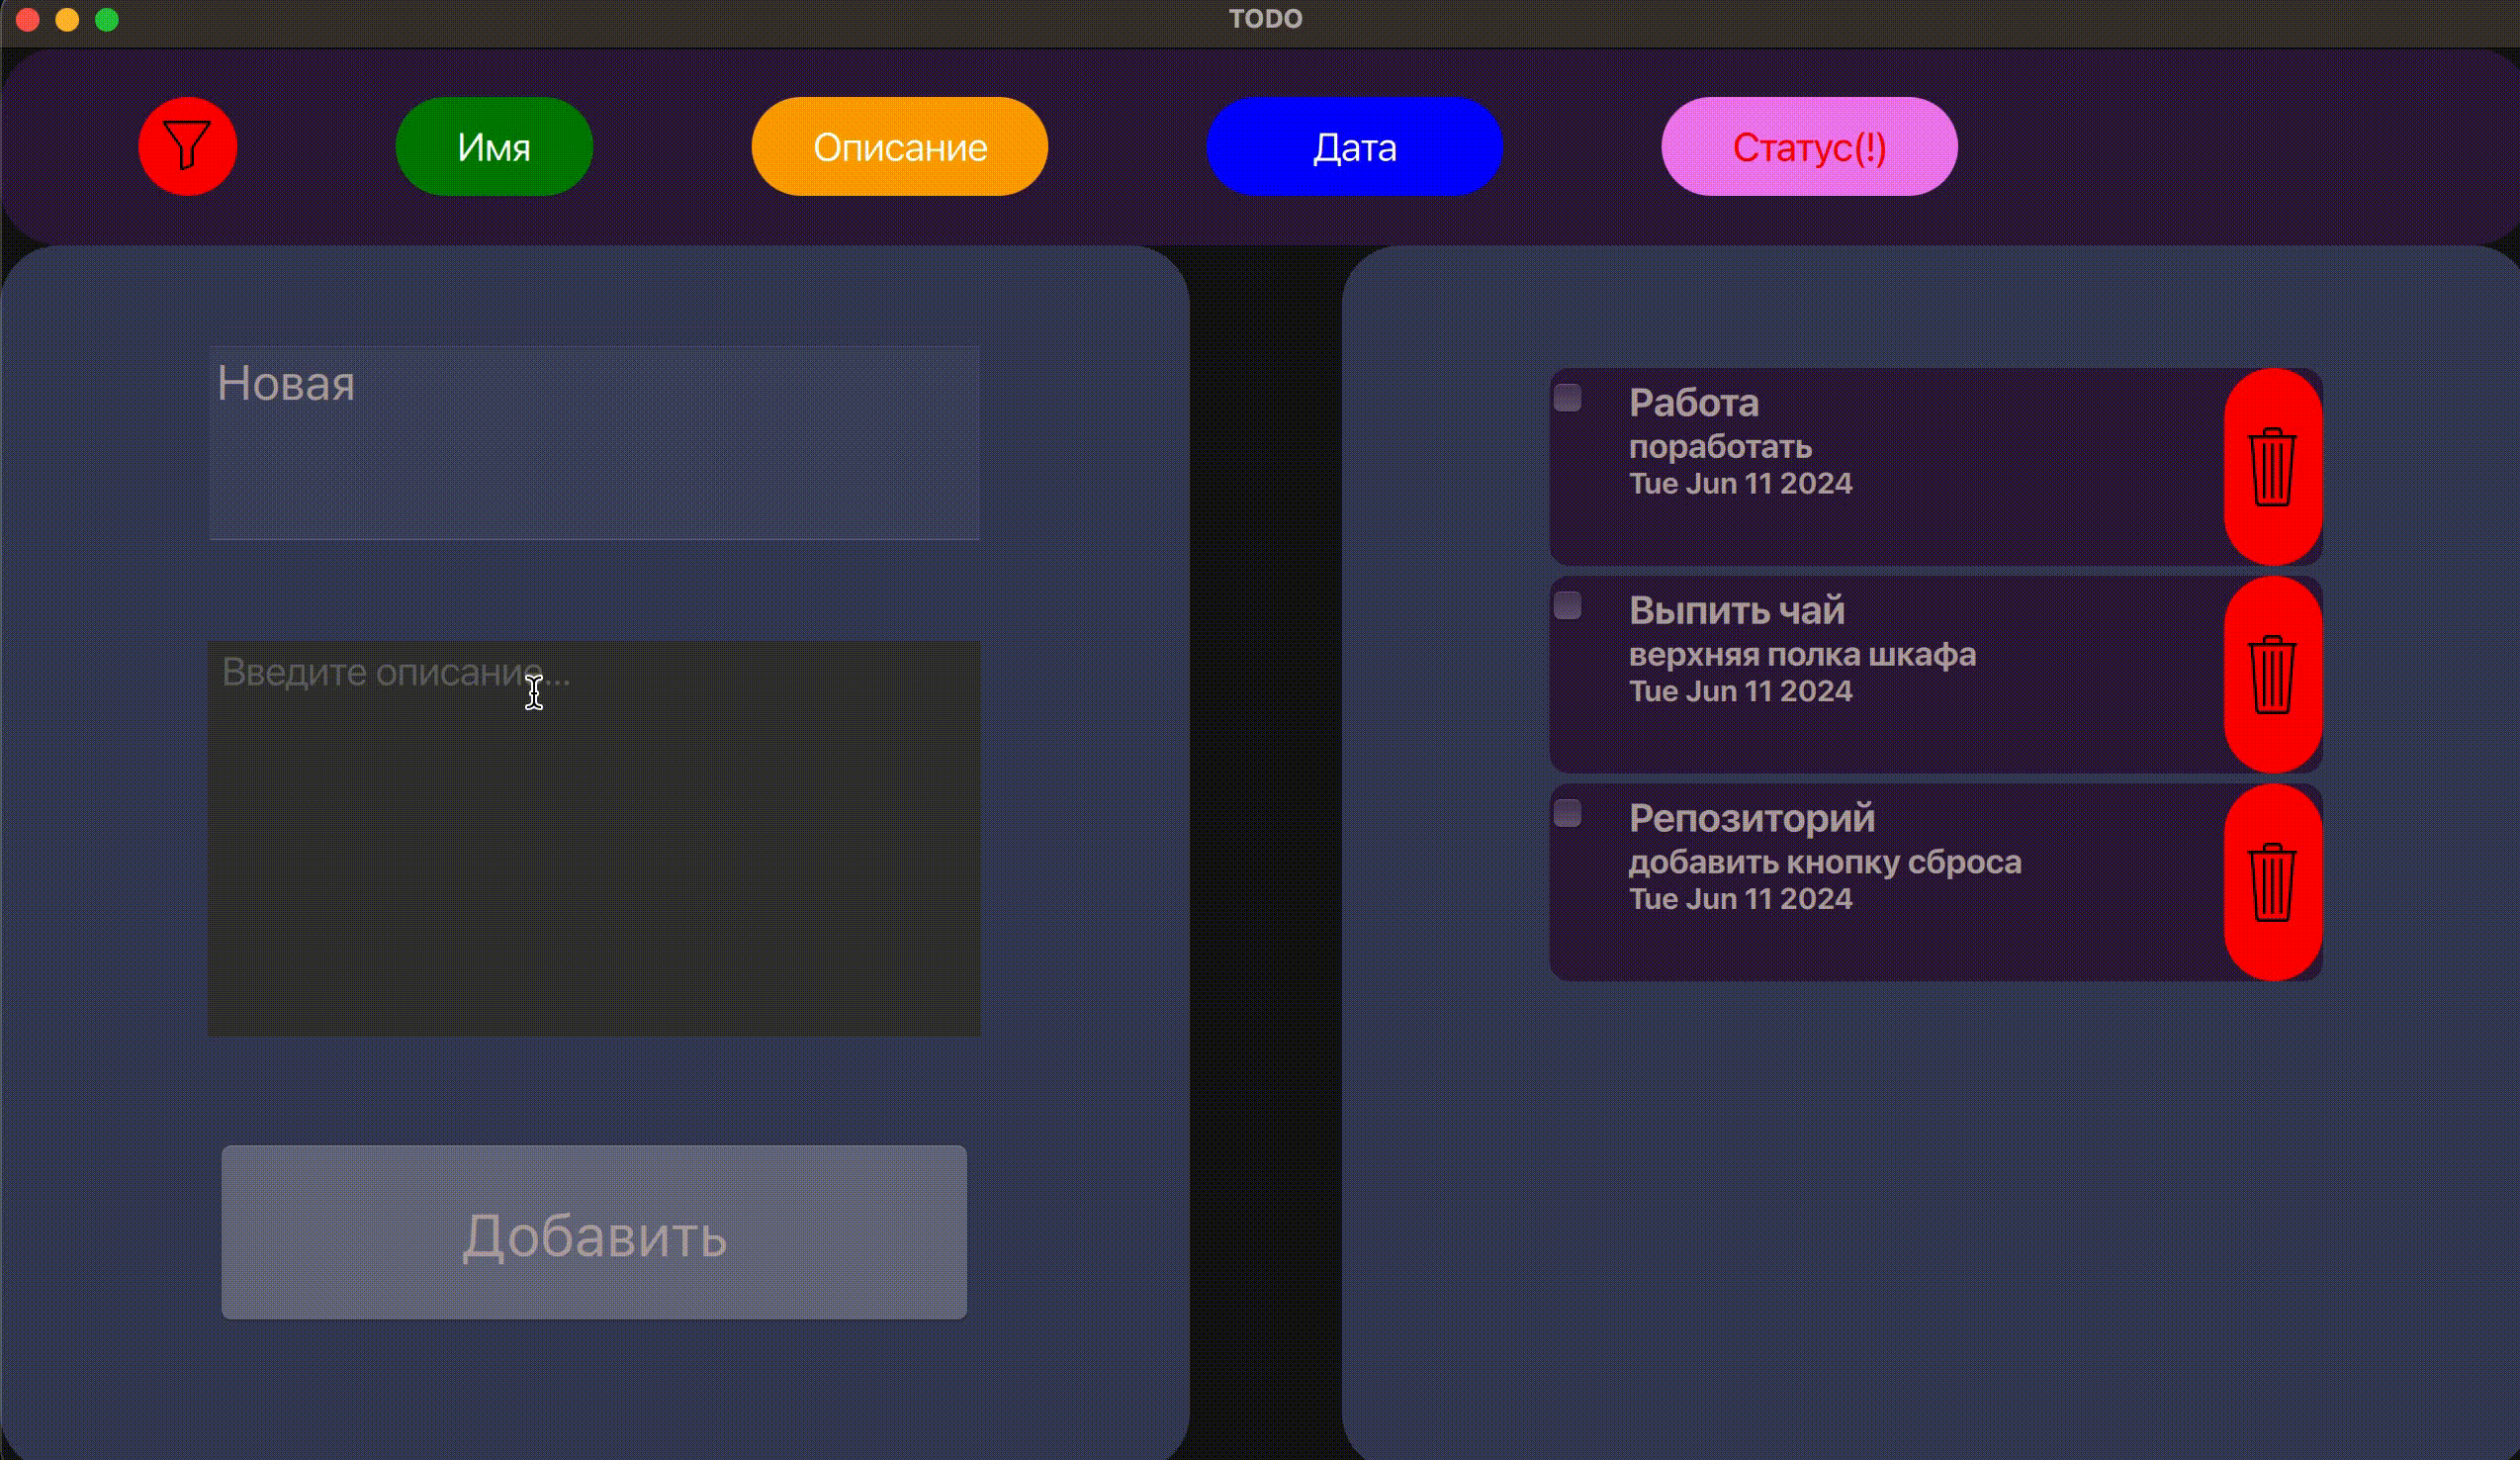 TODO
Имя
Описание
Дата
Статус(!)
Новая
Введите описание...
Добавить
Работа
поработать
Tue Jun 11 2024
Выпить чай
верхняя полка шкафа
Tue Jun 11 2024
Репозиторий
добавить кнопку сброса
Tue Jun 11 2024